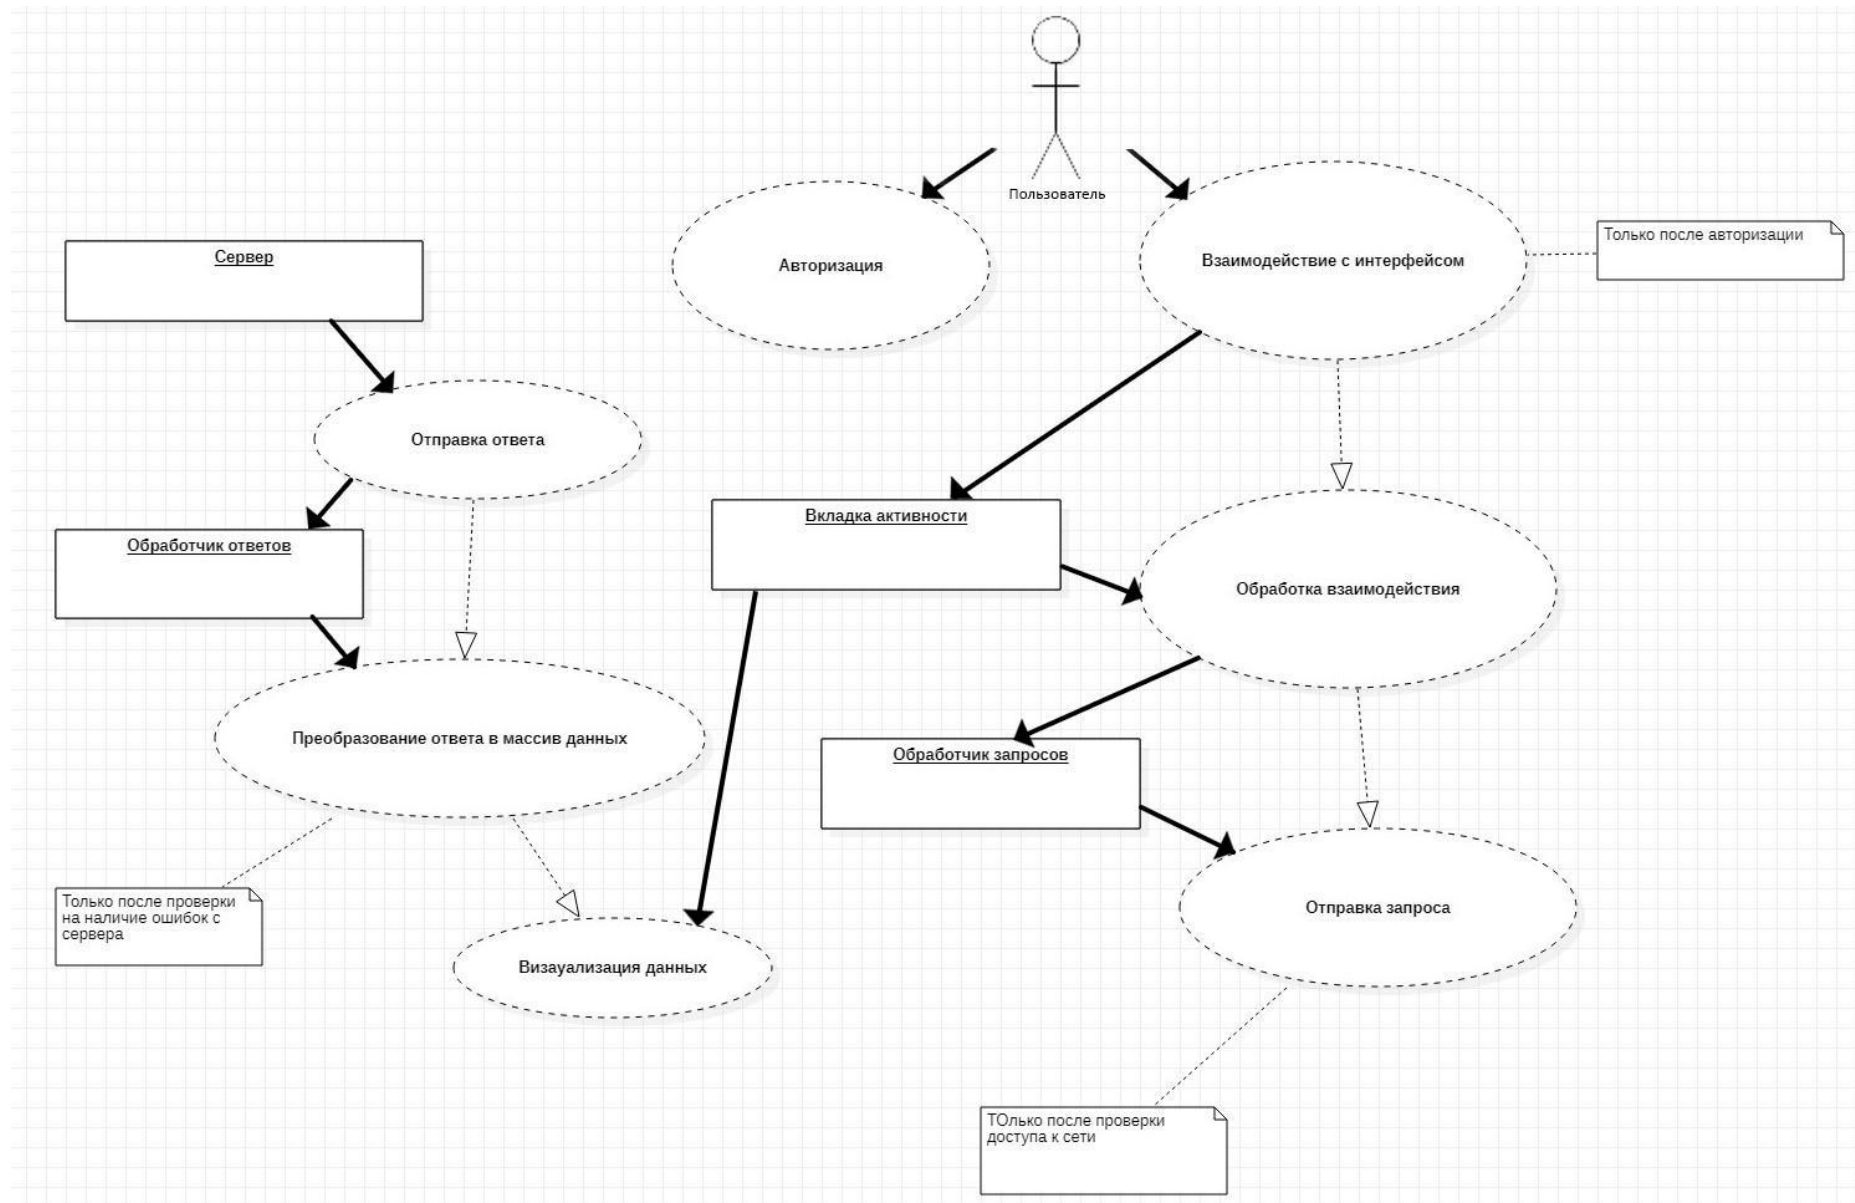 Пользователь
Только после авторизации
Сервер
Авторизация
Взаимодействие с интерфейсом
Отправка ответа
Вкладка активности
Обработчик ответов
Обработка взаимодействия
Преобразование ответа в массив данных
Обработчик запросов
Только после проверки
на наличие ошибок с
сервера
Отправка запроса
Визауализация данных
ТОлько после проверки
доступа к сети